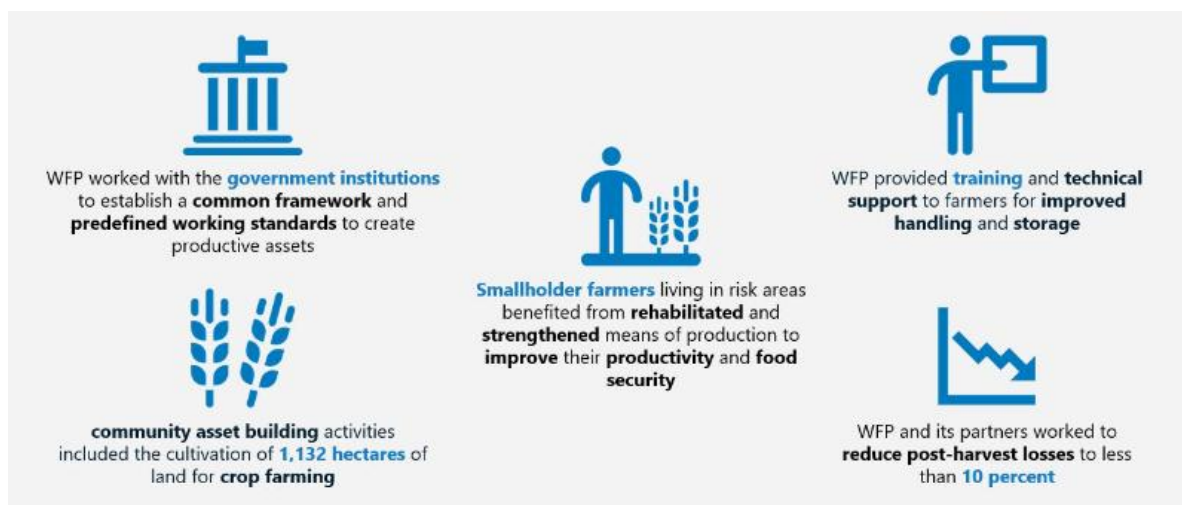 WFP worked with the government institutions
to establish a common framework and
predefined working standards to create
productive assets
community asset building activities
included the cultivation of 1,132 hectares of
land for crop farming
Smallholder farmers living in risk areas
benefited from rehabilitated and
strengthened means of production to
improve their productivity and food
security
WFP provided training and technical
support to farmers for improved
handling and storage
WFP and its partners worked to
reduce post-harvest losses to less
than 10 percent